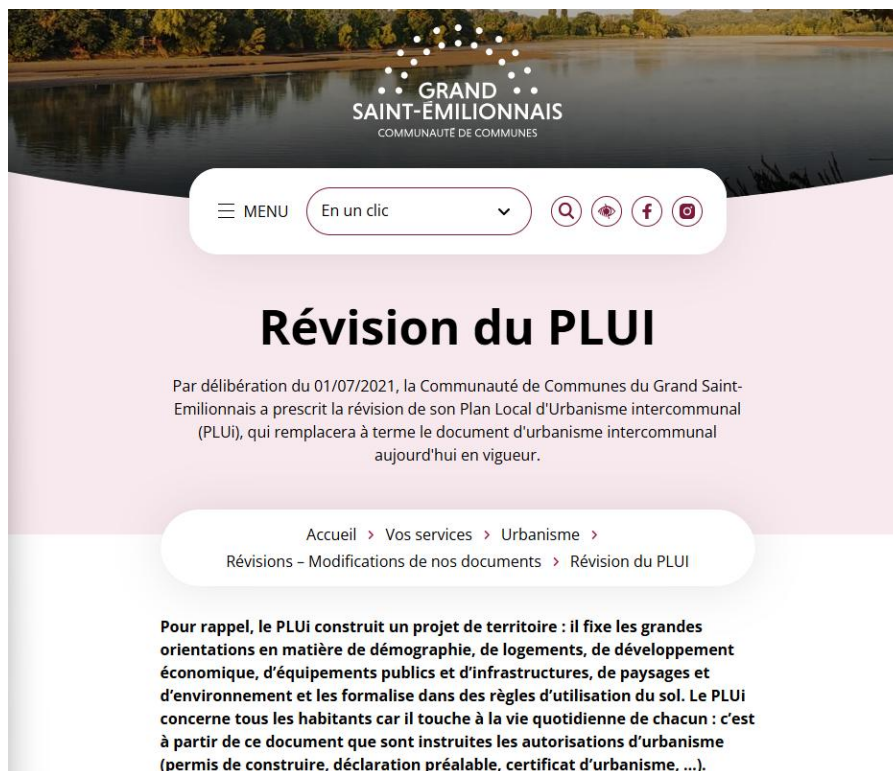 GRAND
SAINT-ÉMILIONNAIS
COMMUNAUTÉ DE COMMUNES
MENU
En un clic
Révision du PLUI
Par délibération du 01/07/2021, la Communauté de Communes du Grand Saint-
Emilionnais a prescrit la révision de son Plan Local d'Urbanisme intercommunal
(PLUi), qui remplacera à terme le document d'urbanisme intercommunal
aujourd'hui en vigueur.
Accueil > Vos services > Urbanisme >
Révisions – Modifications de nos documents > Révision du PLUI
Pour rappel, le PLUi construit un projet de territoire : il fixe les grandes
orientations en matière de démographie, de logements, de développement
économique, d’équipements publics et d’infrastructures, de paysages et
d’environnement et les formalise dans des règles d’utilisation du sol. Le PLUi
concerne tous les habitants car il touche à la vie quotidienne de chacun : c’est
à partir de ce document que sont instruites les autorisations d’urbanisme
(permis de construire, déclaration préalable, certificat d’urbanisme, …).